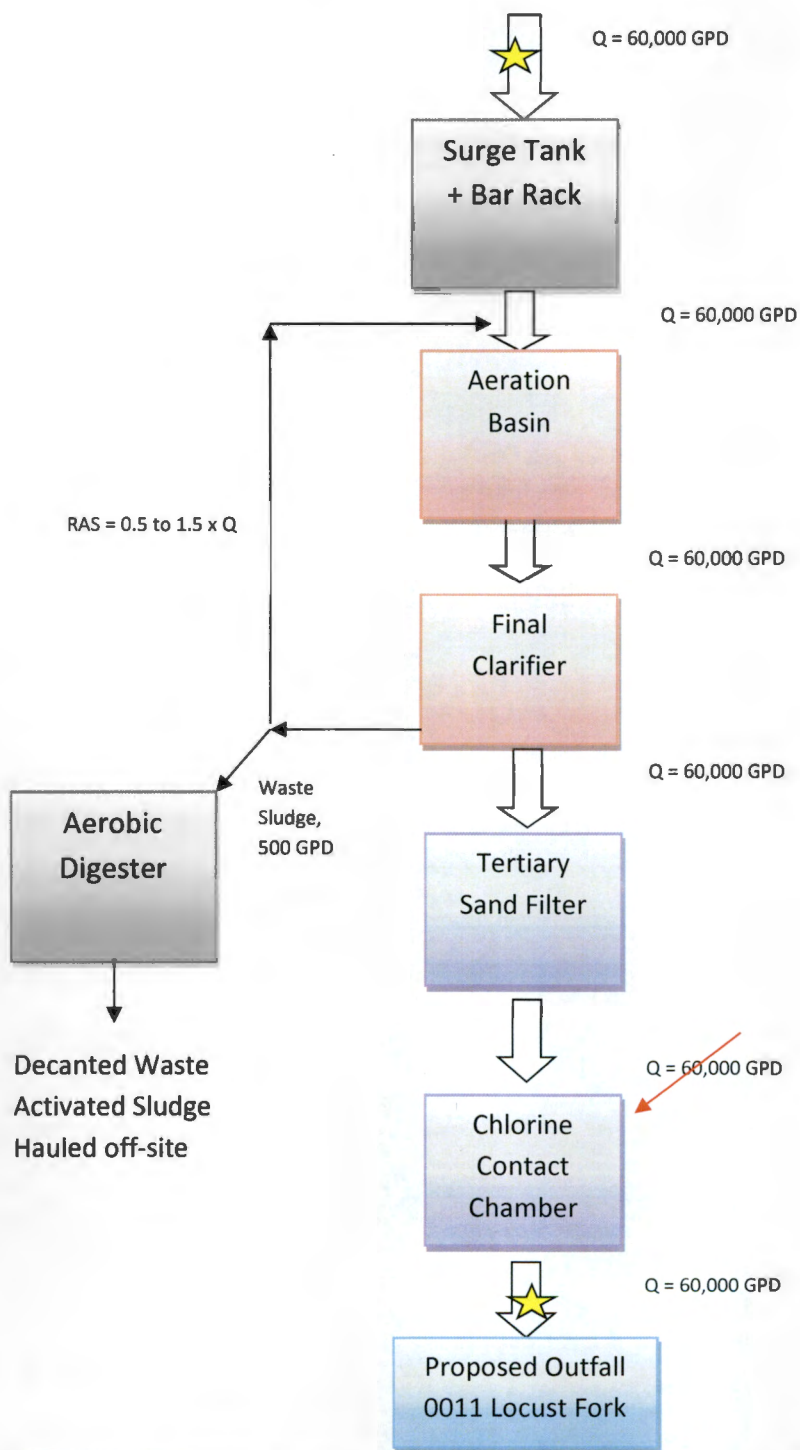 Q = 60,000 GPD
Surge Tank
+ Bar Rack
Q = 60,000 GPD
Aeration
Basin
RAS = 0.5 to 1.5 x Q
Q = 60,000 GPD
Final
Clarifier
Q = 60,000 GPD
Waste
Sludge,
500 GPD
Aerobic
Digester
Tertiary
Sand Filter
Decanted Waste
Activated Sludge
Hauled off-site
Q = 60,000 GPD
Chlorine
Contact
Chamber
Q = 60,000 GPD
Proposed Outfall
0011 Locust Fork